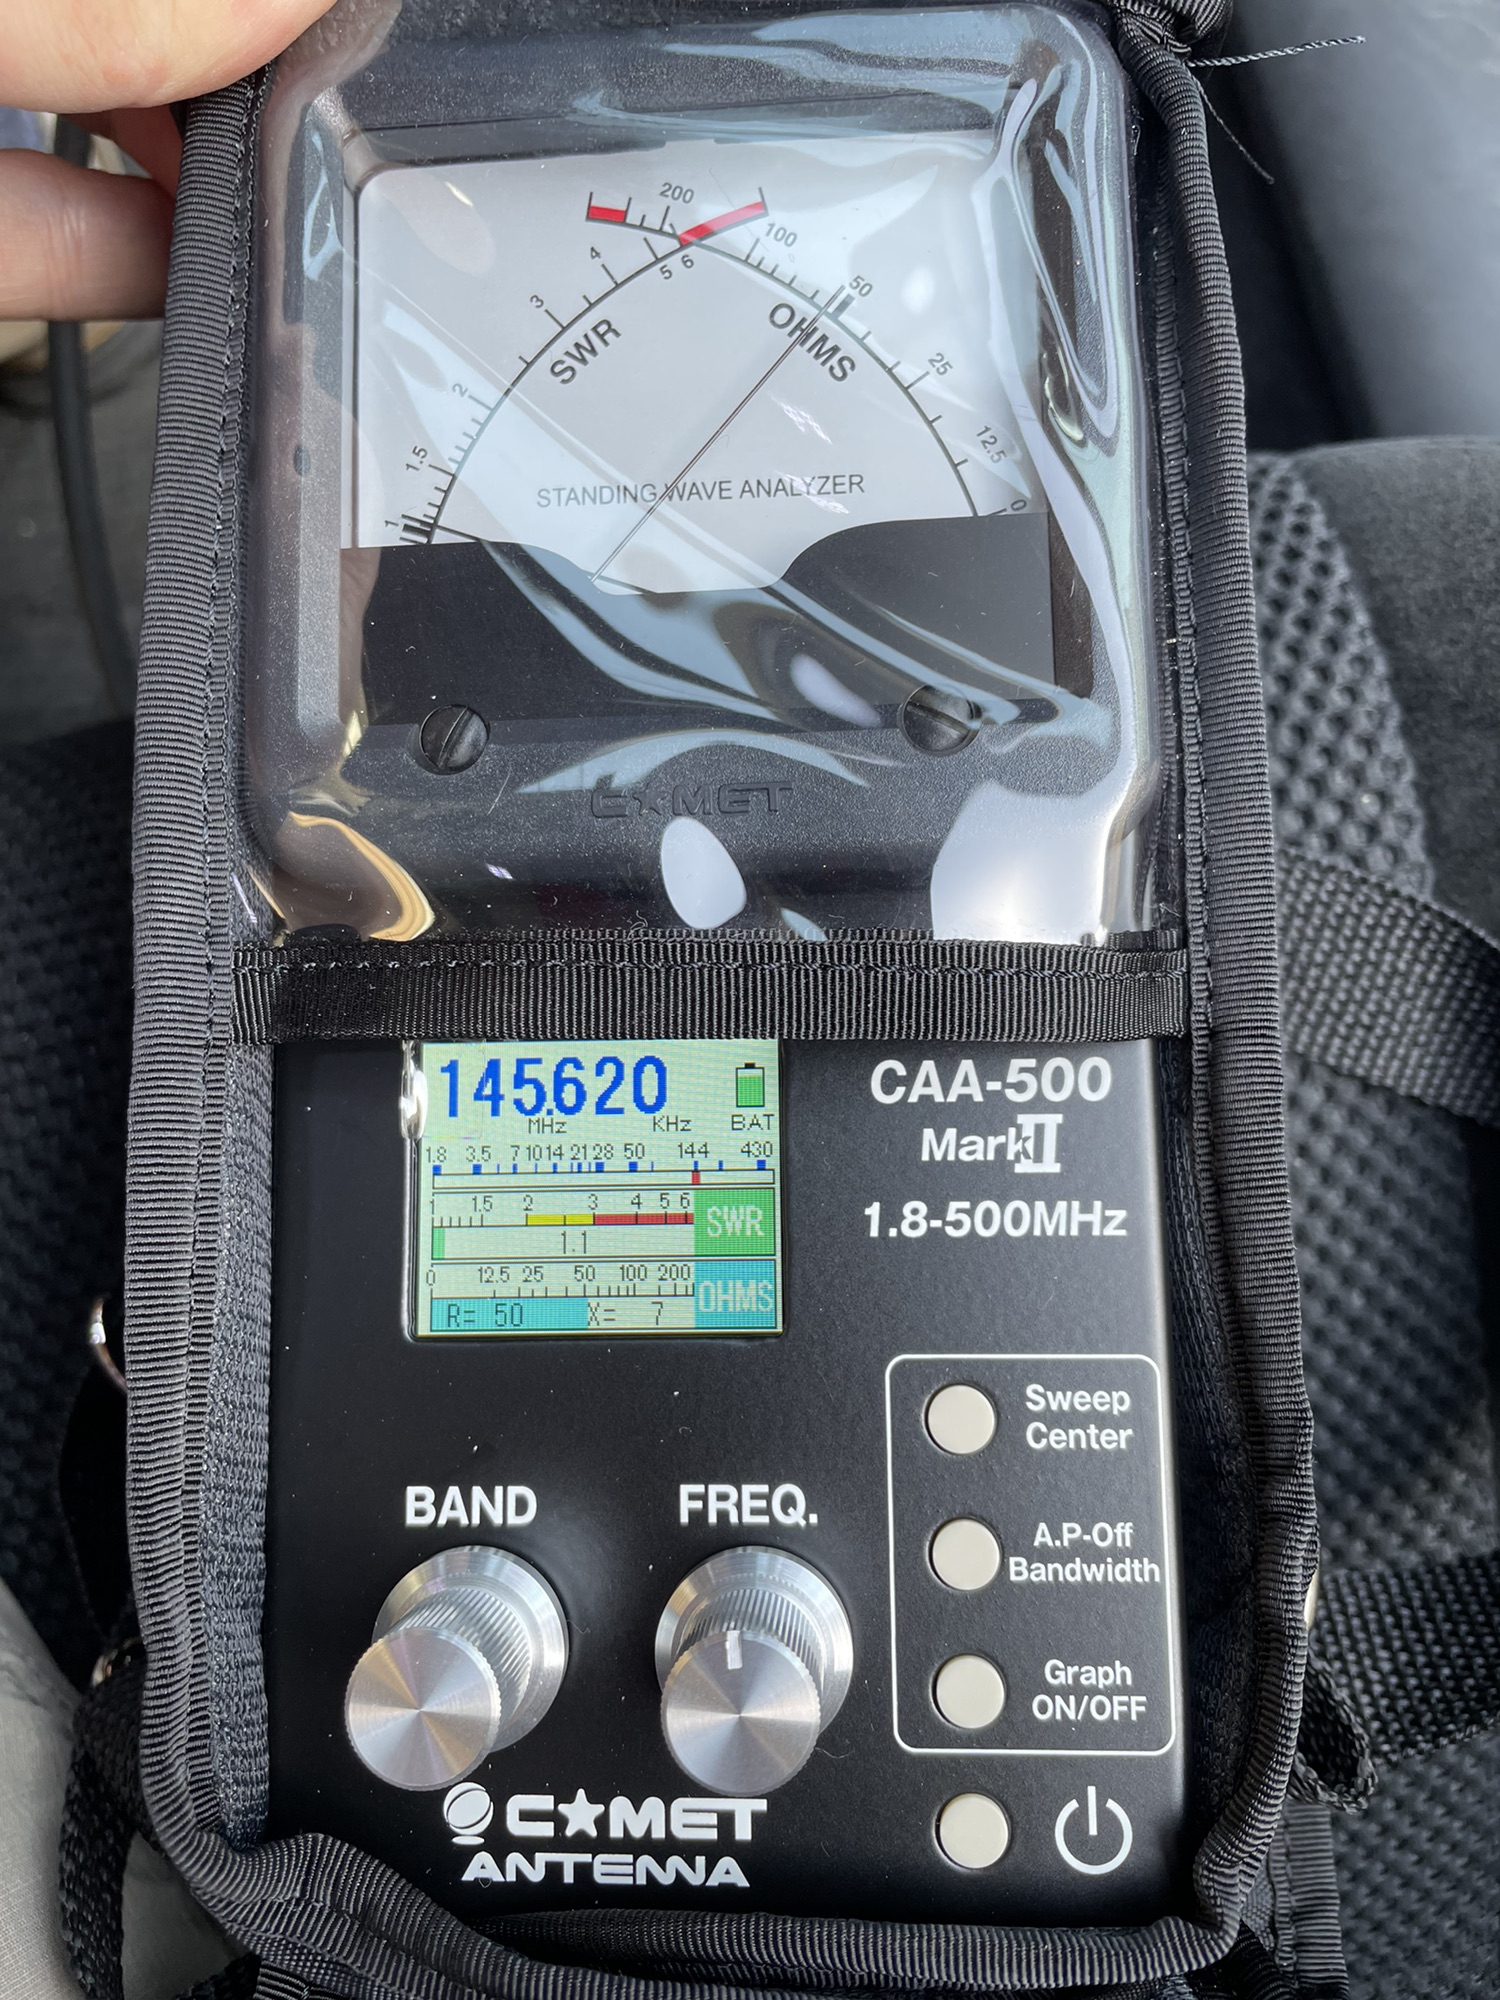 200
100
4
5
6
50
3
SWR
OHMS
25
2
1.5
12.5
STANDING WAVE ANALYZER
1
0
COMET
145.620
MHz
KHz
BAT
1.8 3.5 7 10 14 21 28 50 144 430
1 1.5 2 3 4 5 6
SWR
1.1
0 12.5 25 50 100 200
OHMS
R= 50 X= 7
CAA-500
Mark II
1.8-500MHz
Sweep
Center
A.P-Off
Bandwidth
Graph
ON/OFF
BAND
FREQ.
C★MET
ANTENNA